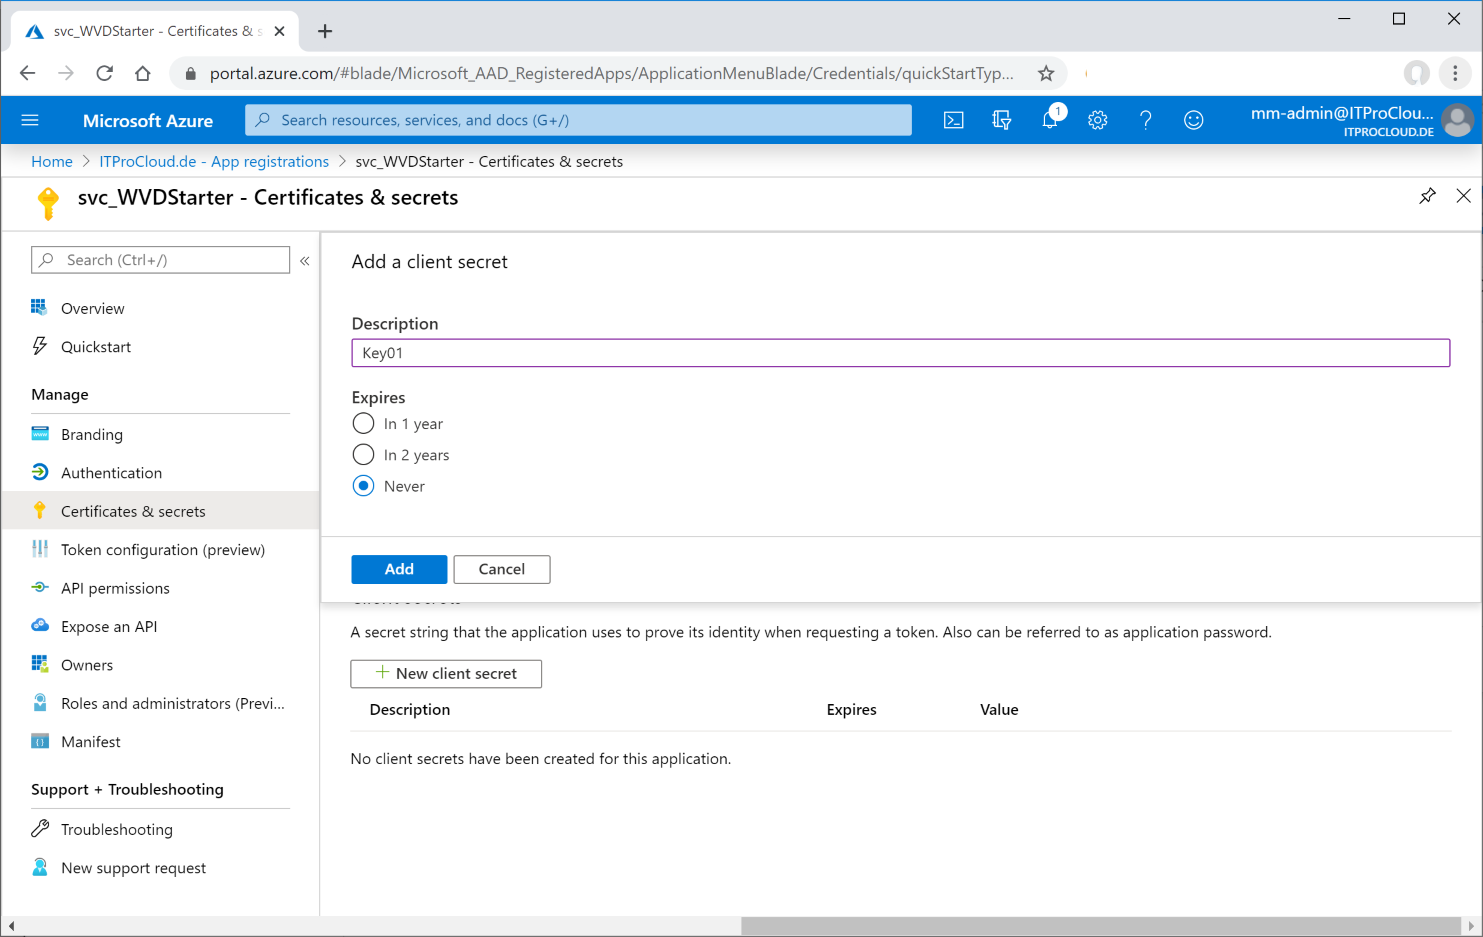 svc_WVDStarter - Certificates & s
portal.azure.com/#blade/Microsoft_AAD_RegisteredApps/ApplicationMenuBlade/Credentials/quickStartTyp...
Microsoft Azure
Search resources, services, and docs (G+/)
1
mm-admin@ITProClou...
ITPROCLOUD.DE
Home > ITProCloud.de - App registrations > svc_WVDStarter - Certificates & secrets
svc_WVDStarter - Certificates & secrets
Search (Ctrl+/)
«
Overview
Quickstart
Manage
Branding
Authentication
Certificates & secrets
Token configuration (preview)
API permissions
Expose an API
Owners
Roles and administrators (Previ...
Manifest
Support + Troubleshooting
Troubleshooting
New support request
Add a client secret
Description
Key01
Expires
In 1 year
In 2 years
Never
Add
Cancel
Client secrets
A secret string that the application uses to prove its identity when requesting a token. Also can be referred to as application password.
+ New client secret
Description Expires Value
No client secrets have been created for this application.